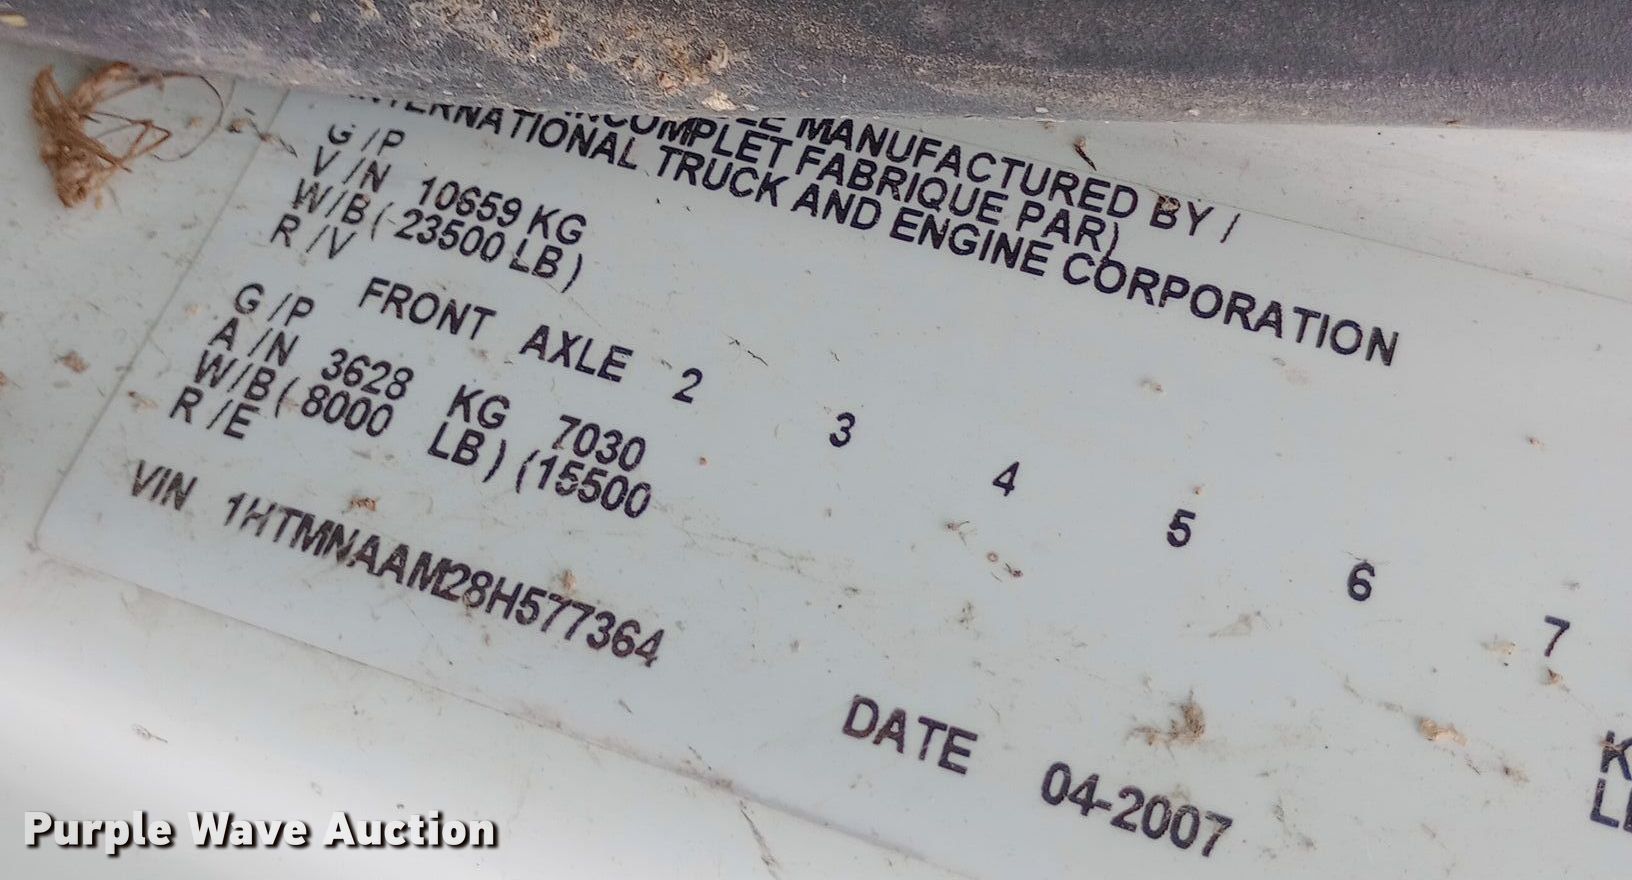 LE MANUFACTURED BY /
INCOMPLET FABRIQUE PAR)
INTERNATIONAL TRUCK AND ENGINE CORPORATION
G /P
V /N 10659 KG
W/B ( 23500 LB )
R /V
FRONT AXLE 2 3 4 5 6 7
G /P
A /N 3628 KG 7030
W/B ( 8000 LB ) (15500
R /E
VIN 1HTMNAAM28H577364
DATE 04-2007
Purple Wave Auction